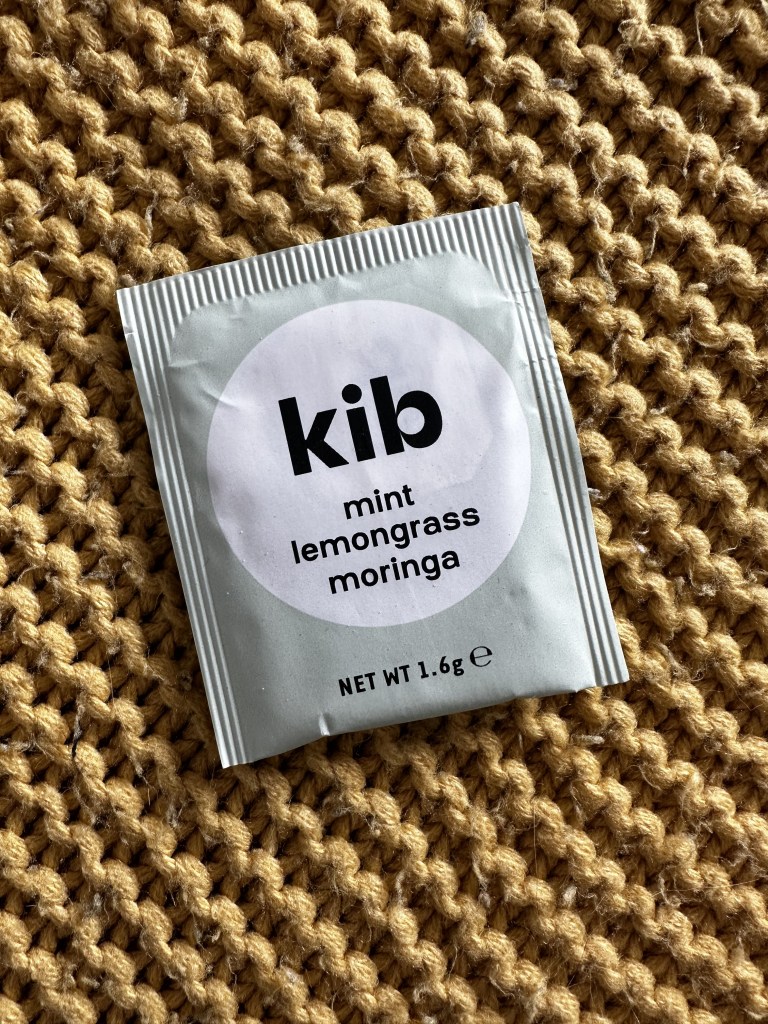 kib
mint
lemongrass
moringa
NET WT 1.6g ℮